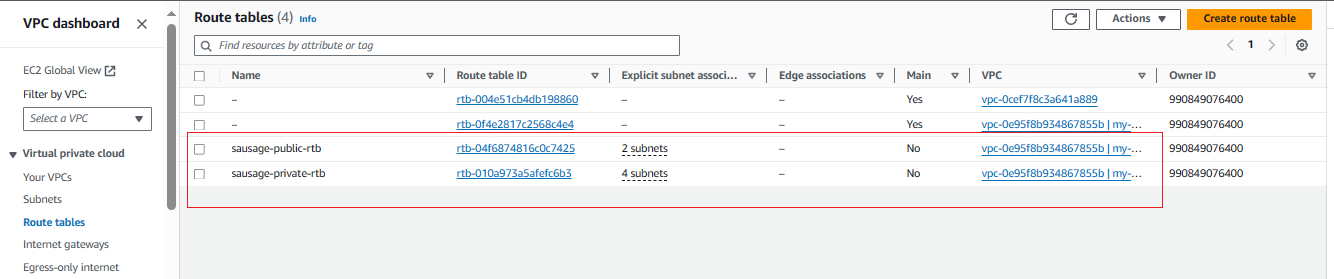 VPC dashboard
EC2 Global View
Filter by VPC:
Select a VPC
Virtual private cloud
Your VPCs
Subnets
Route tables
Internet gateways
Egress-only internet
Route tables (4) Info
Actions
Create route table
Find resources by attribute or tag
1
Name Route table ID Explicit subnet associ... Edge associations Main VPC Owner ID
– rtb-004e51cb4db198860 – – Yes vpc-0cef7f8c3a641a889 990849076400
– rtb-0f4e2817c2568c4e4 – – Yes vpc-0e95f8b934867855b | my-... 990849076400
sausage-public-rtb rtb-04f6874816c0c7425 2 subnets – No vpc-0e95f8b934867855b | my-... 990849076400
sausage-private-rtb rtb-010a973a5afefc6b3 4 subnets – No vpc-0e95f8b934867855b | my-... 990849076400